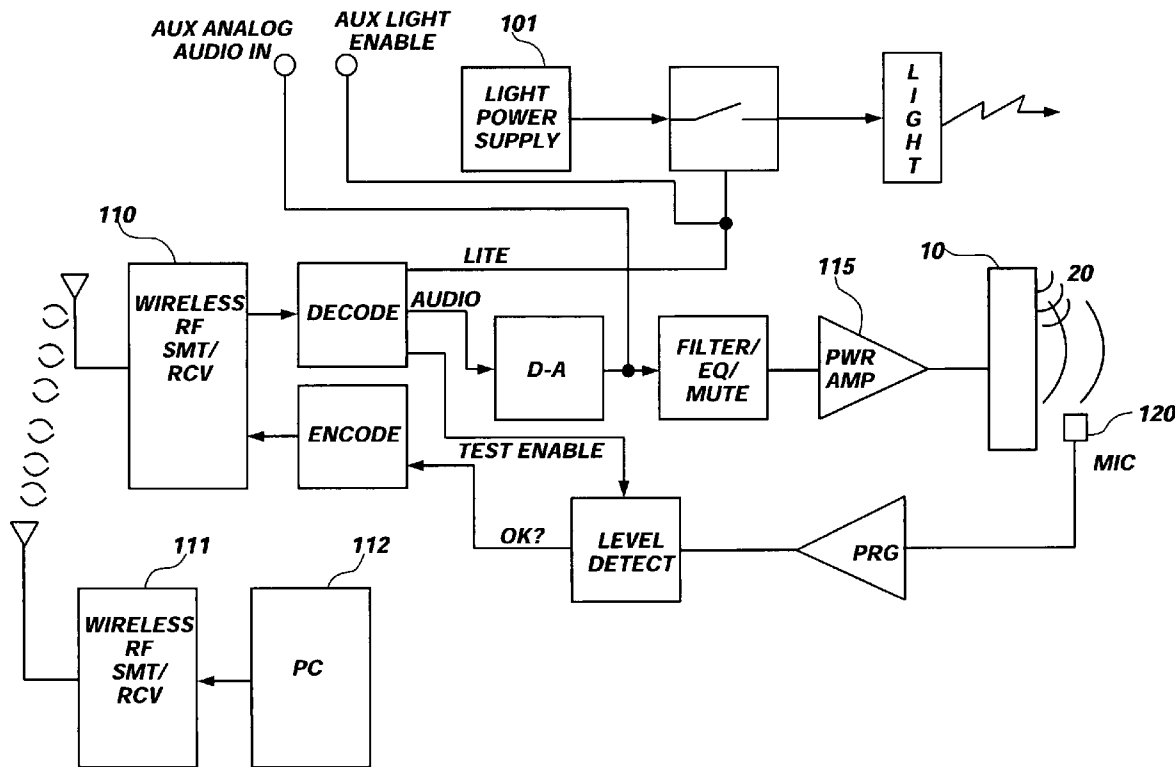 AUX ANALOG
AUDIO IN
AUX LIGHT
ENABLE
101
LIGHT
POWER
SUPPLY
L
I
G
H
T
110
WIRELESS
RF
SMT/
RCV
DECODE
LITE
AUDIO
D-A
FILTER/
EQ/
MUTE
115
PWR
AMP
10
20
120
MIC
ENCODE
TEST ENABLE
OK?
LEVEL
DETECT
PRG
111
WIRELESS
RF
SMT/
RCV
112
PC